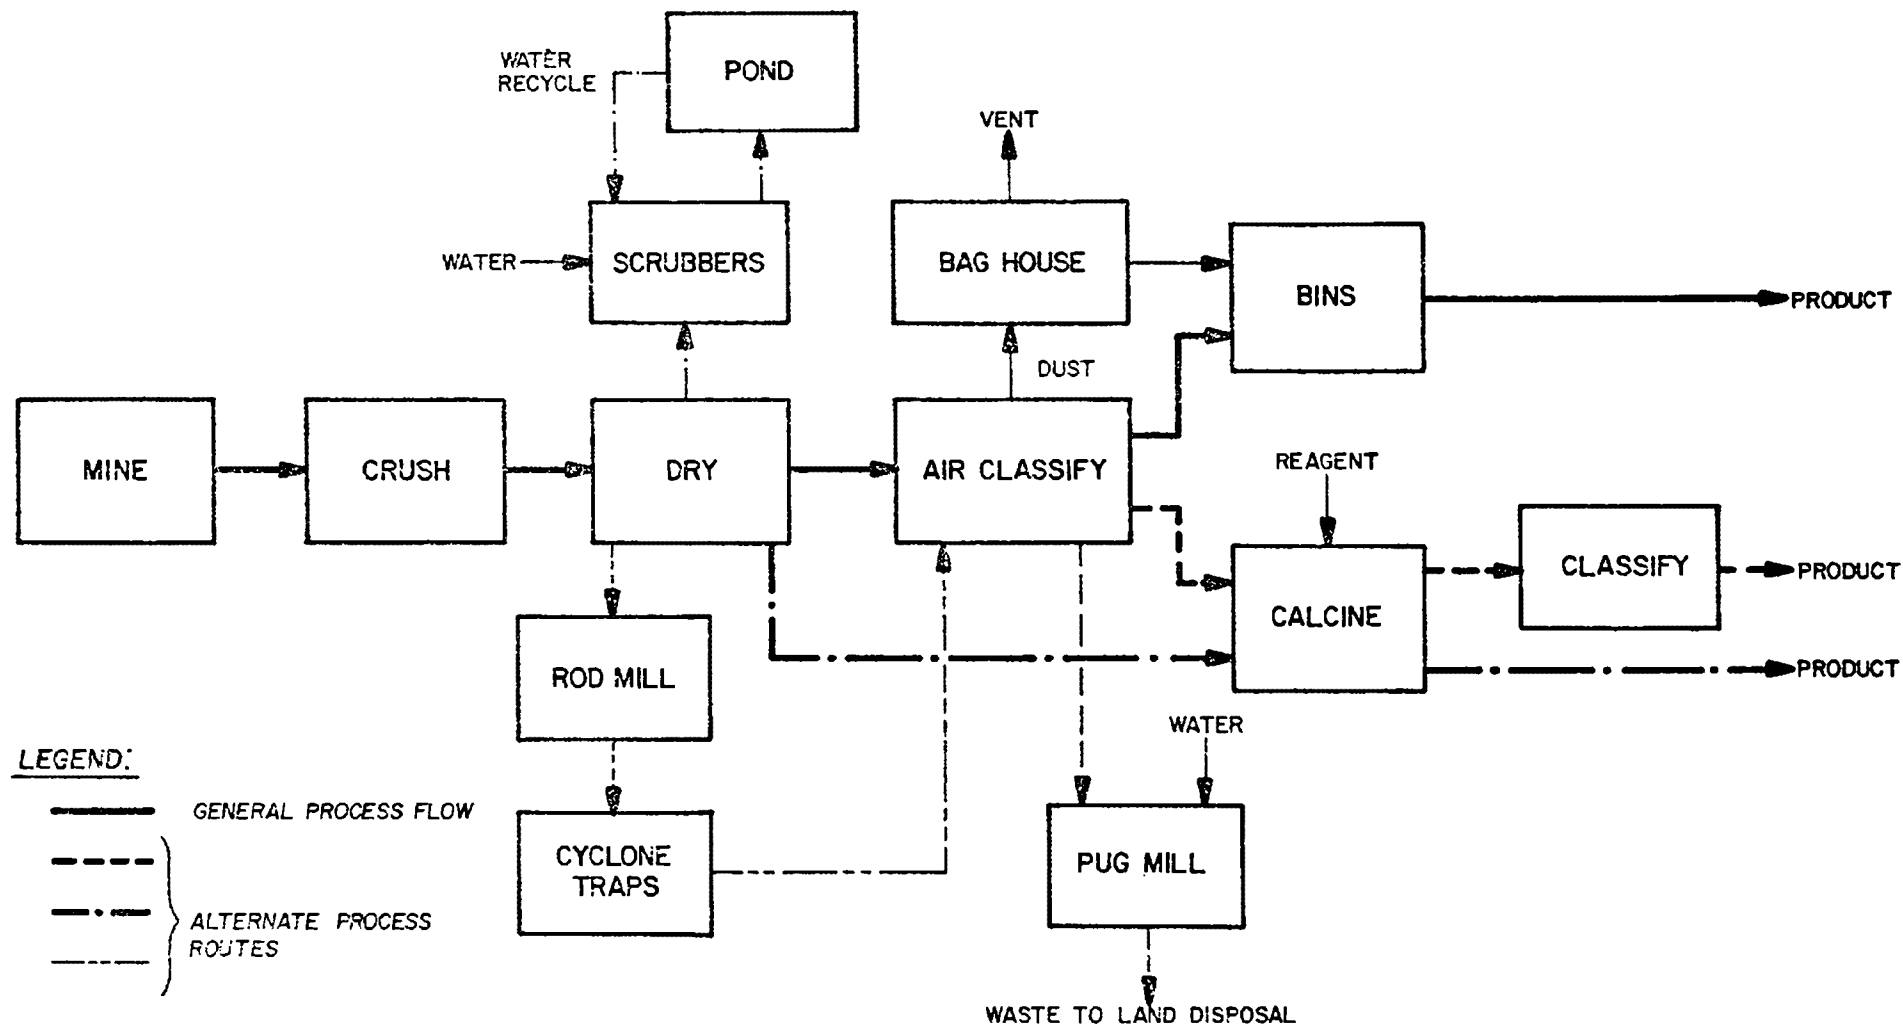 POND
WATER
RECYCLE
VENT
WATER
SCRUBBERS
BAG HOUSE
BINS
PRODUCT
DUST
MINE
CRUSH
DRY
AIR CLASSIFY
REAGENT
CLASSIFY
PRODUCT
CALCINE
PRODUCT
ROD MILL
WATER
LEGEND:
GENERAL PROCESS FLOW
CYCLONE
TRAPS
PUG MILL
ALTERNATE PROCESS
ROUTES
WASTE TO LAND DISPOSAL